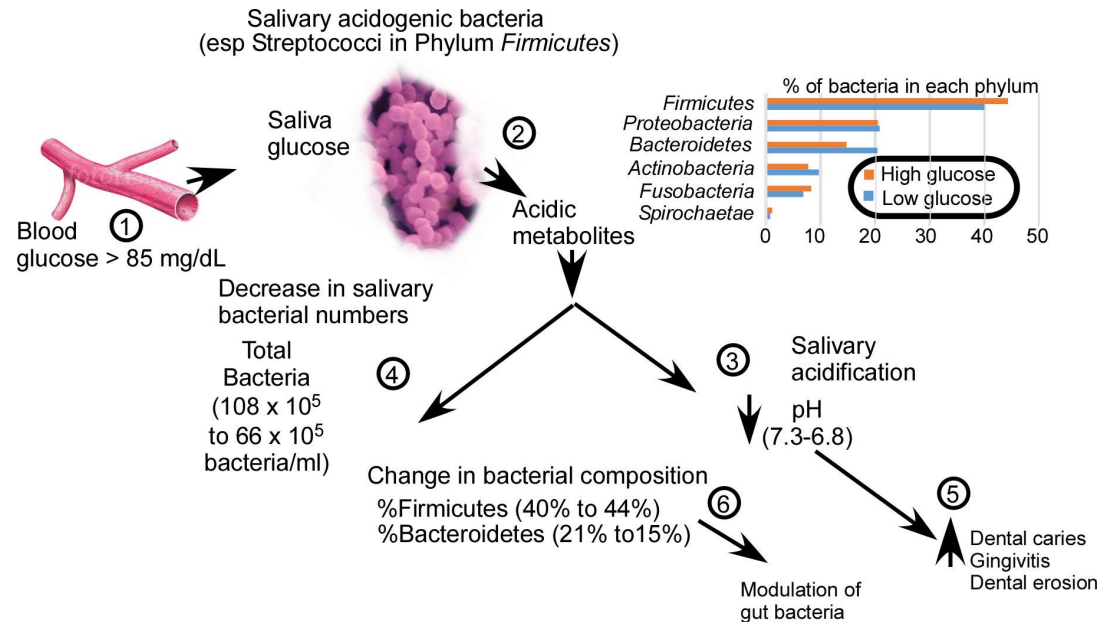 Salivary acidogenic bacteria
(esp Streptococci in Phylum Firmicutes)
Saliva
glucose
2
1
Blood
glucose > 85 mg/dL
Acidic
metabolites
% of bacteria in each phylum
Firmicutes
Proteobacteria
Bacteroidetes
Actinobacteria
Fusobacteria
Spirochaetae
High glucose
Low glucose
0 10 20 30 40 50
Decrease in salivary
bacterial numbers
Total
Bacteria
(108 x 10⁵
to 66 x 10⁵
bacteria/ml)
4
3
Salivary
acidification
pH
(7.3-6.8)
Change in bacterial composition
%Firmicutes (40% to 44%)
%Bacteroidetes (21% to15%)
6
Modulation of
gut bacteria
5
Dental caries
Gingivitis
Dental erosion